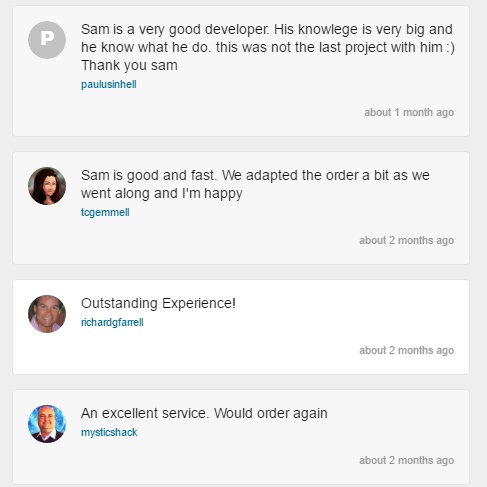 P
Sam is a very good developer. His knowlege is very big and
he know what he do. this was not the last project with him :)
Thank you sam
paulusinhell
about 1 month ago
Sam is good and fast. We adapted the order a bit as we
went along and I'm happy
tcgemmell
about 2 months ago
Outstanding Experience!
richardgfarrell
about 2 months ago
An excellent service. Would order again
mysticshack
about 2 months ago